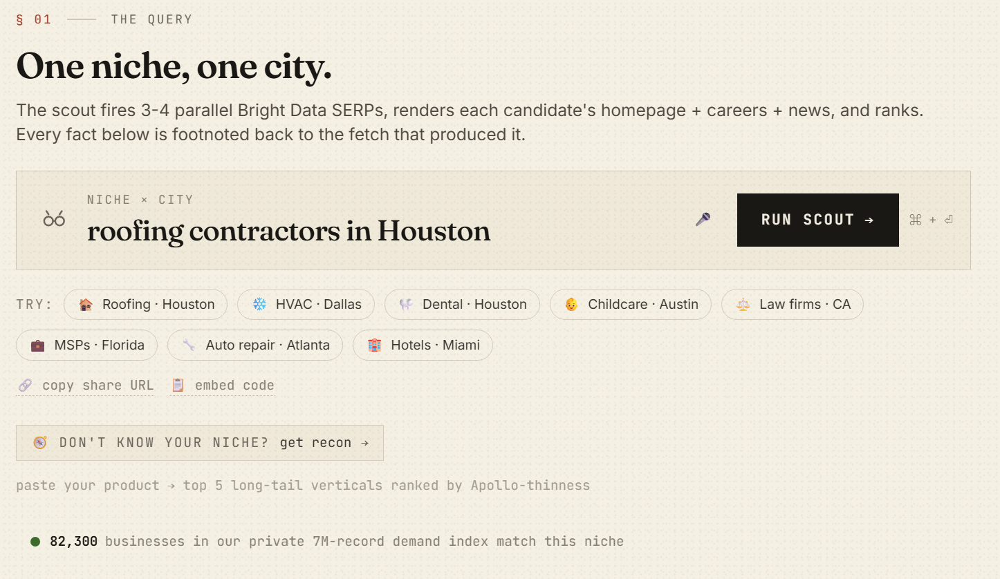 § 01 THE QUERY
One niche, one city.
The scout fires 3-4 parallel Bright Data SERPs, renders each candidate's homepage + careers + news, and ranks.
Every fact below is footnoted back to the fetch that produced it.
NICHE × CITY
roofing contractors in Houston
RUN SCOUT → ⌘ + ⏎
TRY: Roofing · Houston HVAC · Dallas Dental · Houston Childcare · Austin Law firms · CA
MSPs · Florida Auto repair · Atlanta Hotels · Miami
copy share URL embed code
DON'T KNOW YOUR NICHE? get recon →
paste your product → top 5 long-tail verticals ranked by Apollo-thinness
82,300 businesses in our private 7M-record demand index match this niche